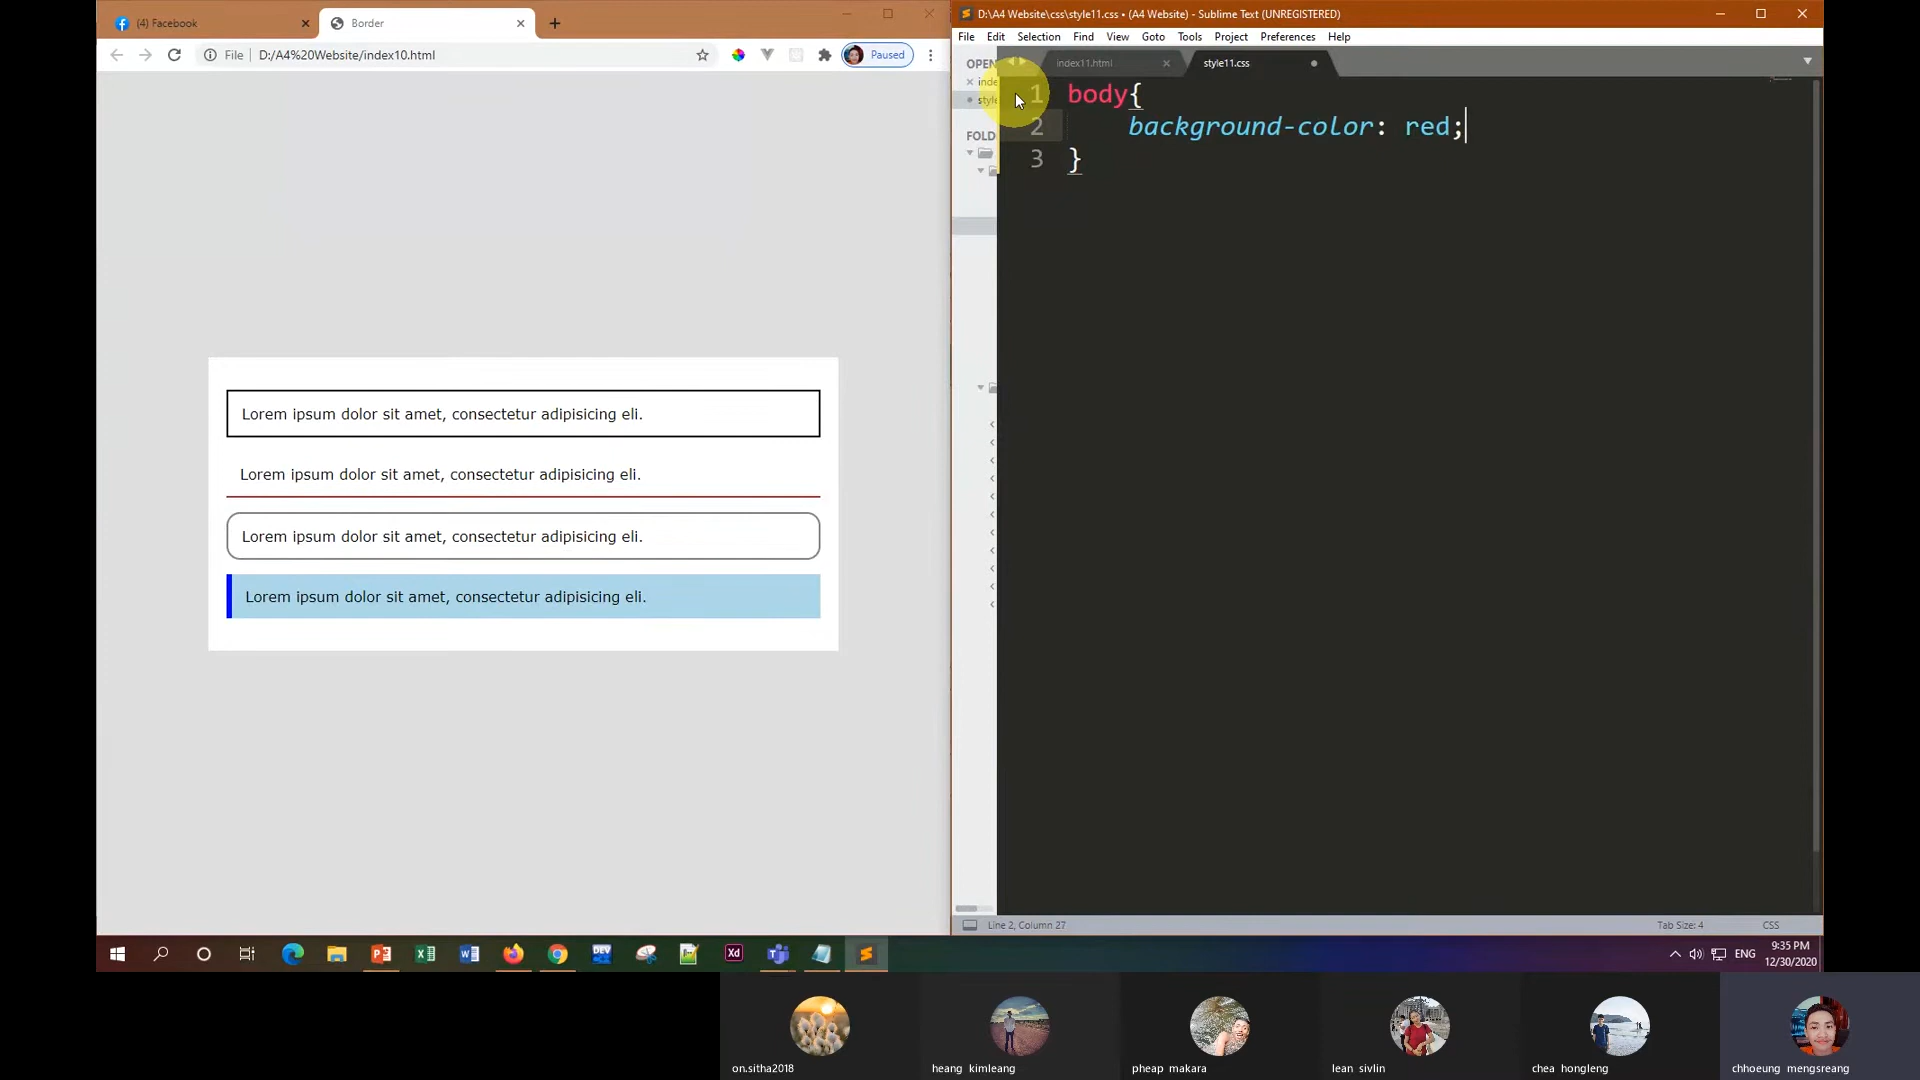 (4) Facebook
Border
File
D:/A4%20Website/index10.html
Paused
Lorem ipsum dolor sit amet, consectetur adipisicing eli.
Lorem ipsum dolor sit amet, consectetur adipisicing eli.
Lorem ipsum dolor sit amet, consectetur adipisicing eli.
Lorem ipsum dolor sit amet, consectetur adipisicing eli.
D:\A4 Website\css\style11.css • (A4 Website) - Sublime Text (UNREGISTERED)
File Edit Selection Find View Goto Tools Project Preferences Help
OPEN
inde
style
FOLD
index11.html
style11.css
1 body{
2 background-color: red;
3 }
Line 2, Column 27
Tab Size: 4
CSS
DEV
Xd
ENG
9:35 PM
12/30/2020
on.sitha2018
heang kimleang
pheap makara
lean sivlin
chea hongleng
chhoeung mengsreang